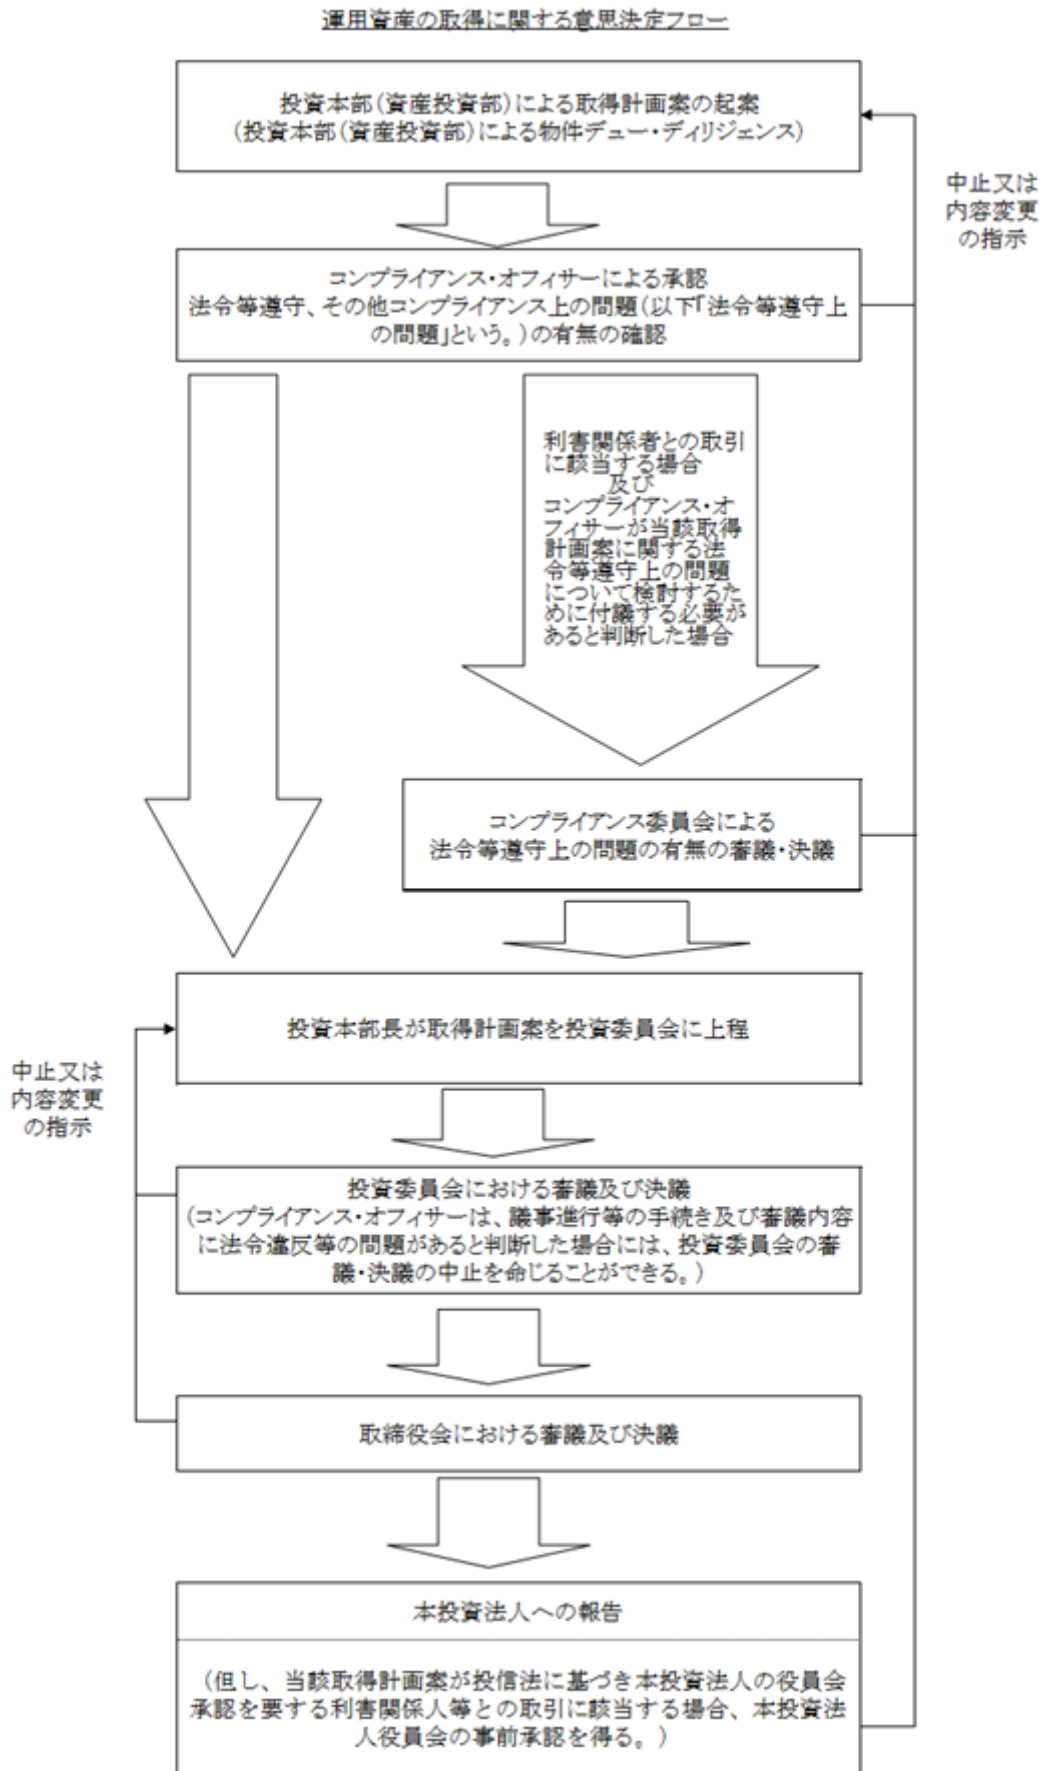 運用資産の取得に関する意思決定フロー
投資本部(資産投資部)による取得計画案の起案
(投資本部(資産投資部)による物件デュー・ディリジェンス)
中止又は
内容変更
の指示
コンプライアンス・オフィサーによる承認
法令等遵守、その他コンプライアンス上の問題(以下「法令等遵守上
の問題」という。)の有無の確認
利害関係者との取引
に該当する場合
及び
コンプライアンス・オ
フィサーが当該取得
計画案に関する法
令等遵守上の問題
について検討するた
めに付議する必要が
あると判断した場合
コンプライアンス委員会による
法令等遵守上の問題の有無の審議・決議
投資本部長が取得計画案を投資委員会に上程
中止又は
内容変更
の指示
投資委員会における審議及び決議
(コンプライアンス・オフィサーは、議事進行等の手続き及び審議内容
に法令違反等の問題があると判断した場合には、投資委員会の審
議・決議の中止を命じることができる。)
取締役会における審議及び決議
本投資法人への報告
(但し、当該取得計画案が投信法に基づき本投資法人の役員会
承認を要する利害関係人等との取引に該当する場合、本投資法
人役員会の事前承認を得る。)